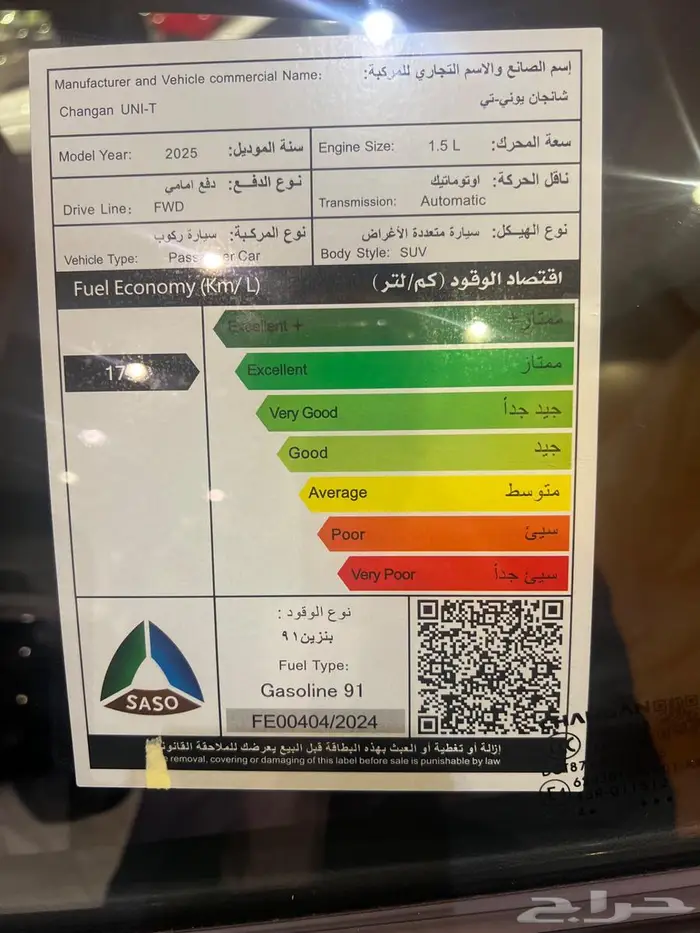 إسم الصانع والاسم التجاري للمركبة:
Manufacturer and Vehicle commercial Name:
شانجان يوني-تي
Changan UNI-T
Model Year: 2025 سنة الموديل:
Engine Size: 1.5 L سعة المحرك:
نوع الدفع: دفع امامي
Drive Line: FWD
ناقل الحركة: اوتوماتيك
Transmission: Automatic
نوع المركبة: سيارة ركوب
Vehicle Type: Car
نوع الهيكل: سيارة متعددة الأغراض
Body Style: SUV
Fuel Economy (Km/ L) اقتصاد الوقود (كم/لتر)
Excellent + ممتاز+
Excellent ممتاز
Very Good جيد جداً
Good جيد
Average متوسط
Poor سيئ
Very Poor سيئ جداً
نوع الوقود :
بنزين ٩١
Fuel Type:
Gasoline 91
FE00404/2024
SASO
إزالة أو تغطية أو العبث بهذه البطاقة قبل البيع يعرضك للملاحقة القانونية
removal, covering or damaging of this label before sale is punishable by law
حراج